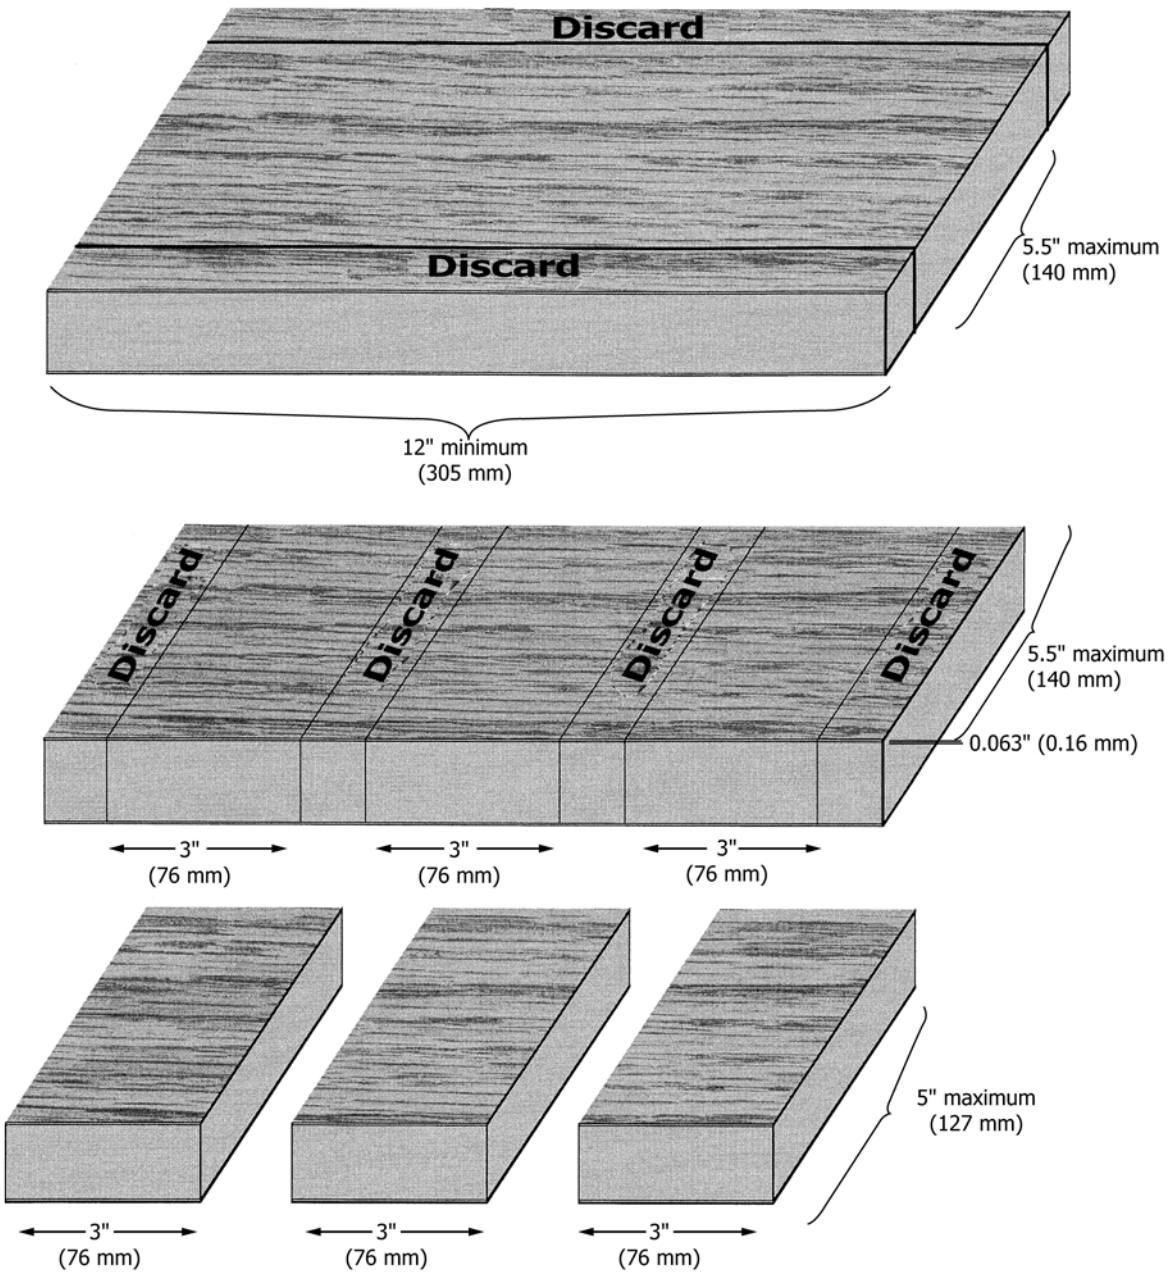 Discard
Discard
5.5" maximum
(140 mm)
12" minimum
(305 mm)
Discard
Discard
Discard
Discard
5.5" maximum
(140 mm)
0.063" (0.16 mm)
3"
(76 mm)
3"
(76 mm)
3"
(76 mm)
5" maximum
(127 mm)
3"
(76 mm)
3"
(76 mm)
3"
(76 mm)